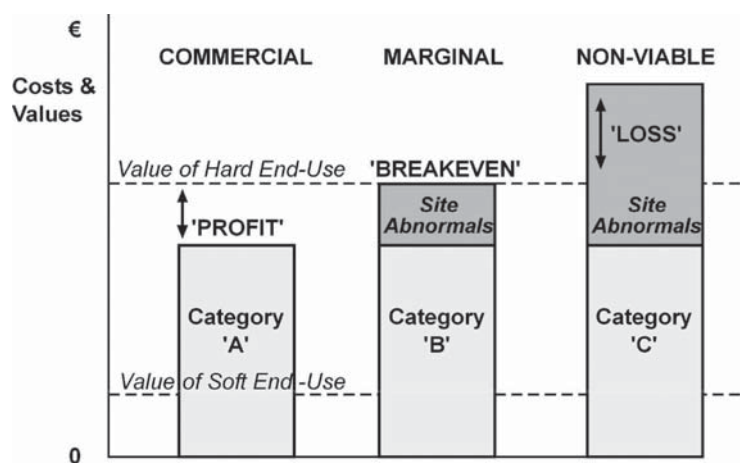 €
COMMERCIAL
MARGINAL
NON-VIABLE
Costs &
Values
'LOSS'
Value of Hard End-Use
'BREAKEVEN'
Site
Abnormals
Site
Abnormals
'PROFIT'
Category
'A'
Category
'B'
Category
'C'
Value of Soft End -Use
0